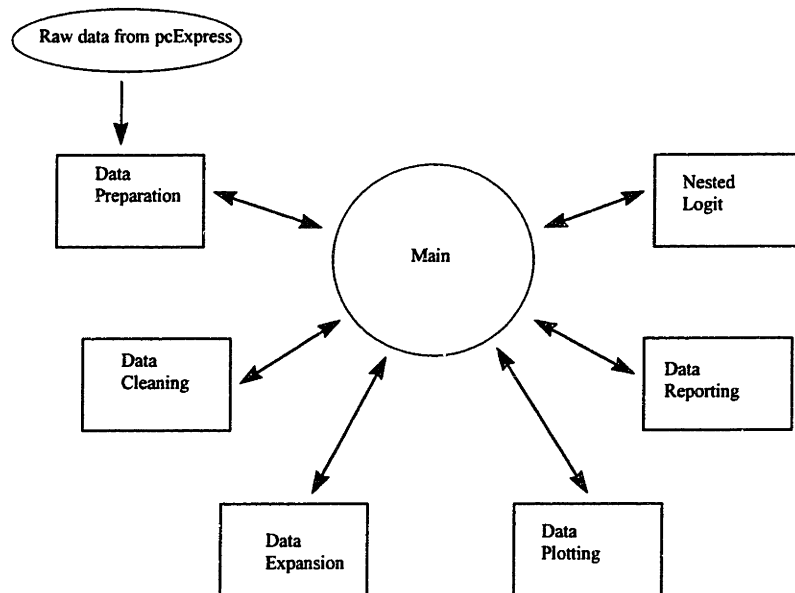 Raw data from pcExpress
Data
Preparation
Nested
Logit
Main
Data
Cleaning
Data
Reporting
Data
Expansion
Data
Plotting